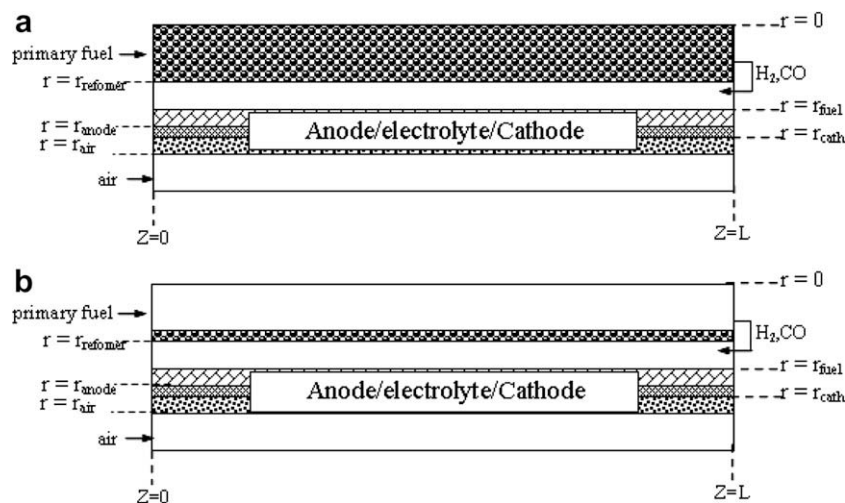 a
r = 0
primary fuel
r = r_refomer
H₂,CO
r = r_fuel
r = r_anode
Anode/electrolyte/Cathode
r = r_air
r = r_cath
air
Z=0
Z=L
b
r = 0
primary fuel
r = r_refomer
H₂,CO
r = r_fuel
r = r_anode
Anode/electrolyte/Cathode
r = r_air
r = r_cath
air
Z=0
Z=L